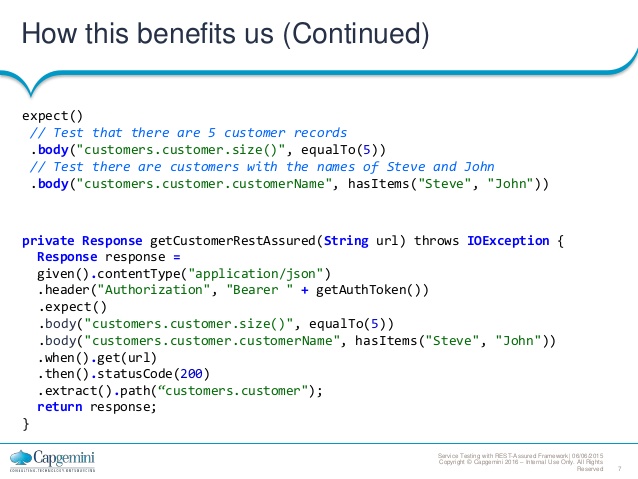 How this benefits us (Continued)
expect()
// Test that there are 5 customer records
.body("customers.customer.size()", equalTo(5))
// Test there are customers with the names of Steve and John
.body("customers.customer.customerName", hasItems("Steve", "John"))
private Response getCustomerRestAssured(String url) throws IOException {
Response response =
given().contentType("application/json")
.header("Authorization", "Bearer " + getAuthToken())
.expect()
.body("customers.customer.size()", equalTo(5))
.body("customers.customer.customerName", hasItems("Steve", "John"))
.when().get(url)
.then().statusCode(200)
.extract().path(“customers.customer");
return response;
}
Capgemini
CONSULTING.TECHNOLOGY.OUTSOURCING
Service Testing with REST-Assured Framework| 06/06/2015
Copyright © Capgemini 2016 – Internal Use Only. All Rights
Reserved
7